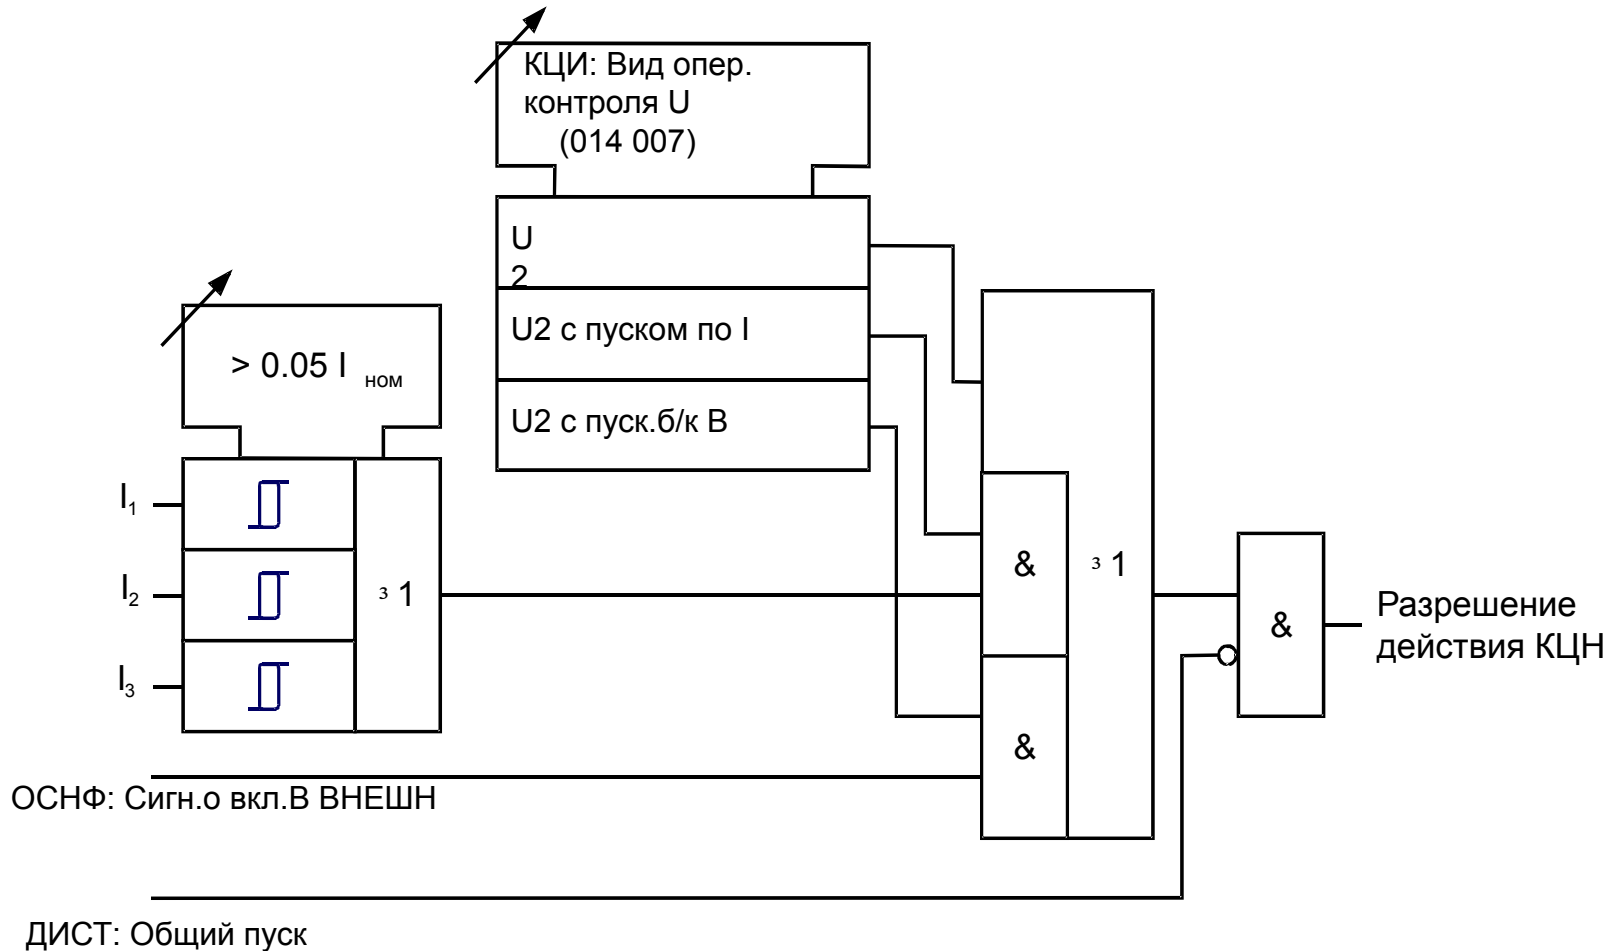 КЦИ: Вид опер.
контроля U
(014 007)
U
2
U2 с пуском по I
U2 с пуск.б/к В
> 0.05 I ном
I1
I2
I3
з 1
&
з 1
&
&
Разрешение
действия КЦН
ОСНФ: Сигн.о вкл.В ВНЕШН
ДИСТ: Общий пуск